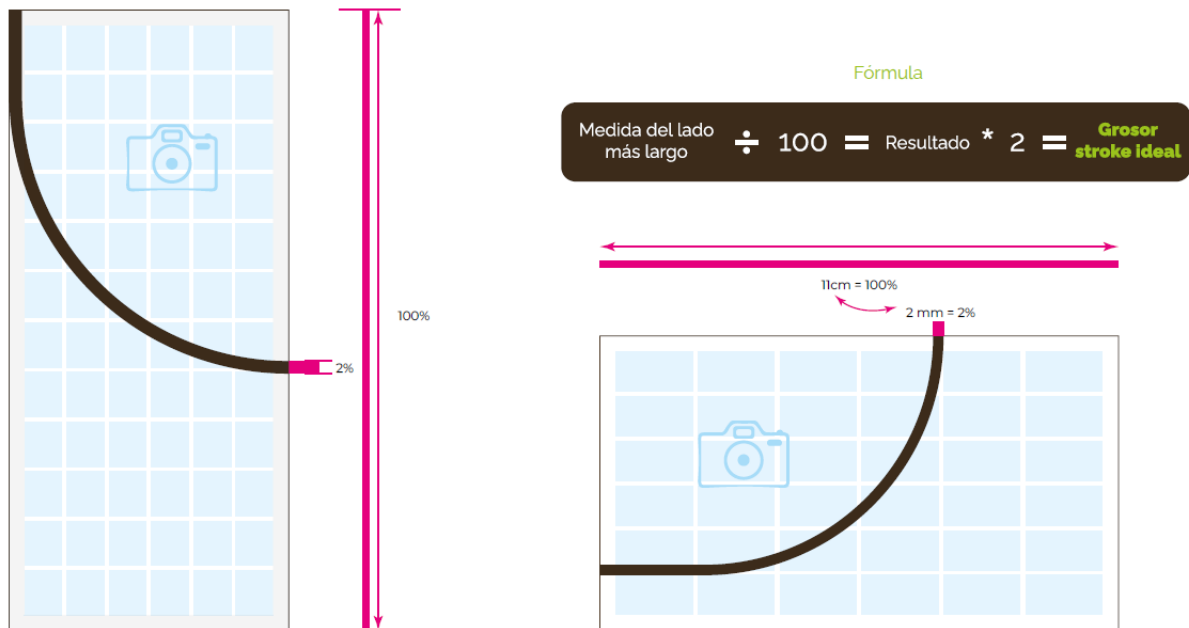 Fórmula
Medida del lado
más largo
÷ 100 = Resultado * 2 =
Grosor
stroke ideal
100%
2%
11cm = 100%
2 mm = 2%